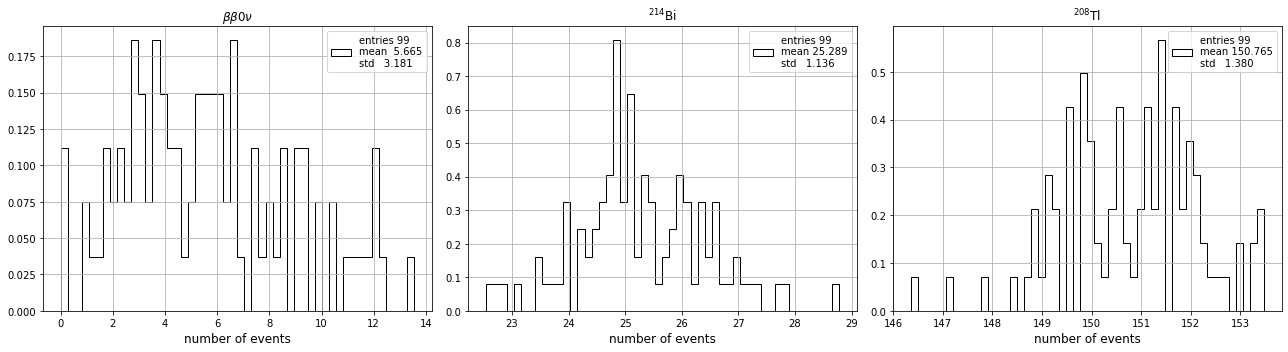 ββ0ν
entries 99
mean 5.665
std 3.181
0.175
0.150
0.125
0.100
0.075
0.050
0.025
0.000
0 2 4 6 8 10 12 14
number of events
²¹⁴Bi
entries 99
mean 25.289
std 1.136
0.8
0.7
0.6
0.5
0.4
0.3
0.2
0.1
0.0
23 24 25 26 27 28 29
number of events
²⁰⁸Tl
entries 99
mean 150.765
std 1.380
0.5
0.4
0.3
0.2
0.1
0.0
146 147 148 149 150 151 152 153
number of events